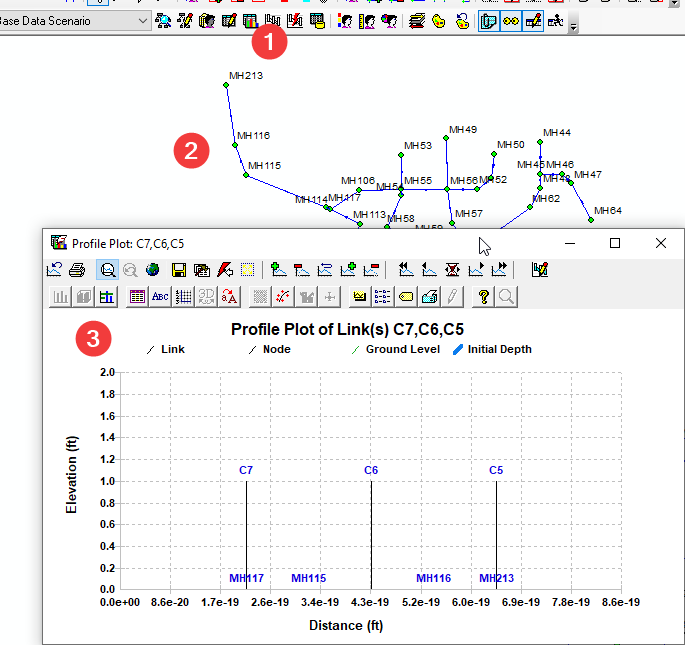 Base Data Scenario
1
MH213
2
MH116
MH115
MH53
MH49
MH50
MH44
MH106
MH55
MH56
MH52
MH45
MH46
MH47
MH114
MH117
MH113
MH58
MH57
MH62
MH64
Profile Plot: C7,C6,C5
ABC
3D
A
?
3
Profile Plot of Link(s) C7,C6,C5
Link Node Ground Level Initial Depth
Elevation (ft)
2.0
1.8
1.6
1.4
1.2
1.0
0.8
0.6
0.4
0.2
0.0
C7 C6 C5
MH117 MH115 MH116 MH213
0.0e+00 8.6e-20 1.7e-19 2.6e-19 3.4e-19 4.3e-19 5.2e-19 6.0e-19 6.9e-19 7.8e-19 8.6e-19
Distance (ft)